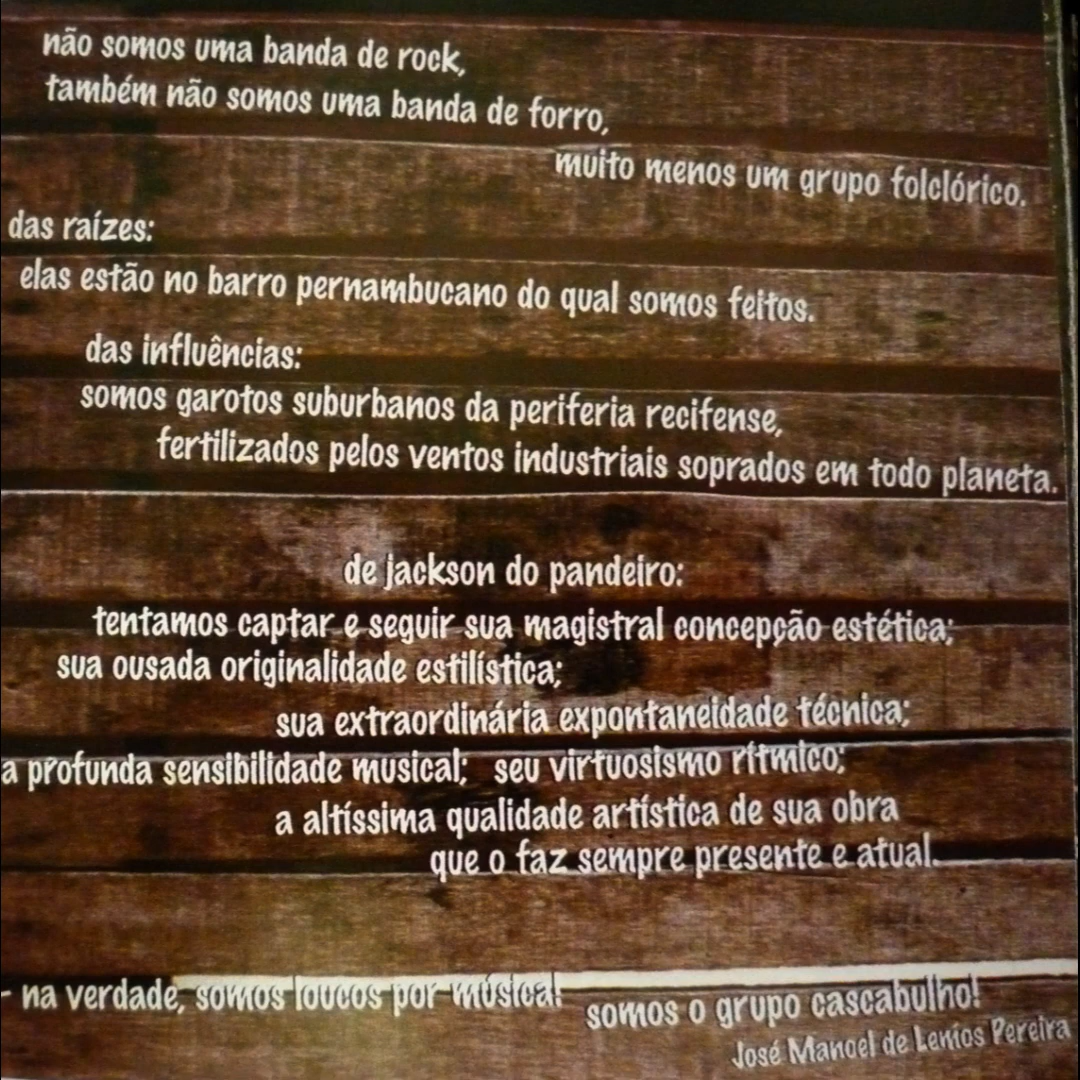 não somos uma banda de rock,
também não somos uma banda de forro,
muito menos um grupo folclórico.
das raízes:
elas estão no barro pernambucano do qual somos feitos.
das influências:
somos garotos suburbanos da periferia recifense,
fertilizados pelos ventos industriais soprados em todo planeta.
de jackson do pandeiro:
tentamos captar e seguir sua magistral concepção estética;
sua ousada originalidade estilística;
sua extraordinária expontaneidade técnica;
a profunda sensibilidade musical; seu virtuosismo rítmico;
a altíssima qualidade artística de sua obra
que o faz sempre presente e atual.
- na verdade, somos loucos por música! somos o grupo cascabulho!
José Manoel de Lemos Pereira